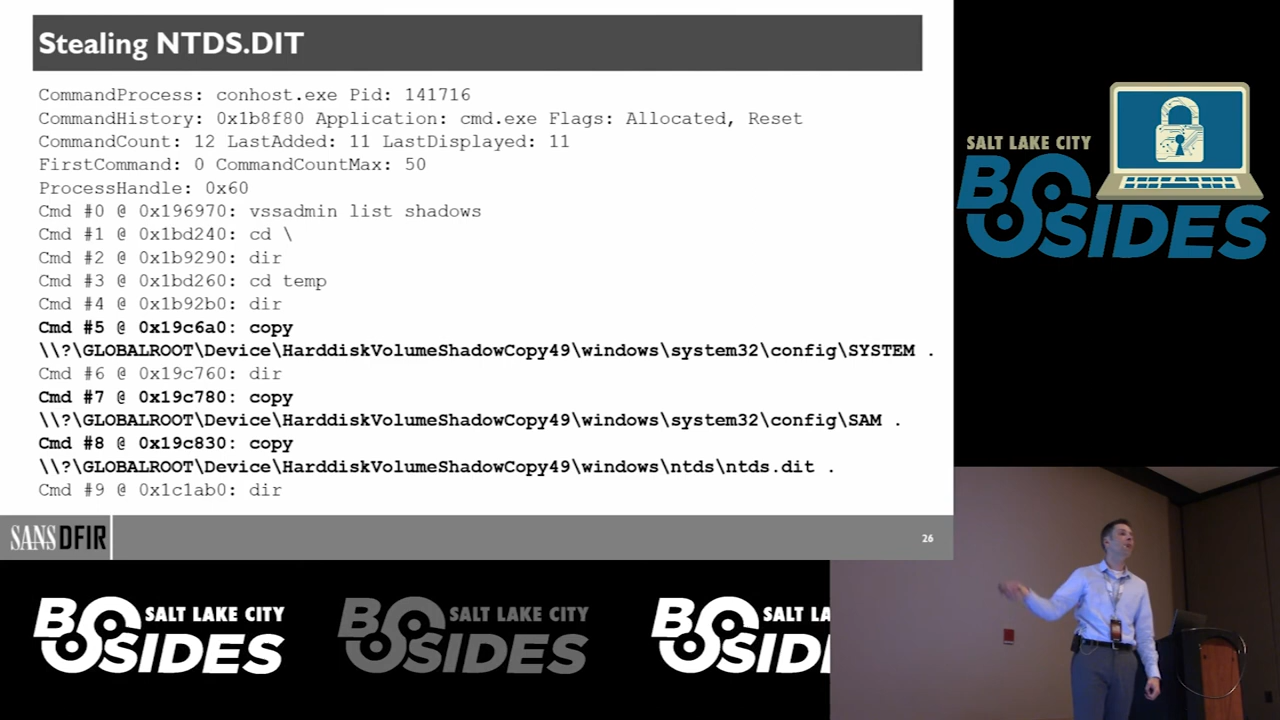 Stealing NTDS.DIT
CommandProcess: conhost.exe Pid: 141716
CommandHistory: 0x1b8f80 Application: cmd.exe Flags: Allocated, Reset
CommandCount: 12 LastAdded: 11 LastDisplayed: 11
FirstCommand: 0 CommandCountMax: 50
ProcessHandle: 0x60
Cmd #0 @ 0x196970: vssadmin list shadows
Cmd #1 @ 0x1bd240: cd \
Cmd #2 @ 0x1b9290: dir
Cmd #3 @ 0x1bd260: cd temp
Cmd #4 @ 0x1b92b0: dir
Cmd #5 @ 0x19c6a0: copy
\\?\GLOBALROOT\Device\HarddiskVolumeShadowCopy49\windows\system32\config\SYSTEM .
Cmd #6 @ 0x19c760: dir
Cmd #7 @ 0x19c780: copy
\\?\GLOBALROOT\Device\HarddiskVolumeShadowCopy49\windows\system32\config\SAM .
Cmd #8 @ 0x19c830: copy
\\?\GLOBALROOT\Device\HarddiskVolumeShadowCopy49\windows\ntds\ntds.dit .
Cmd #9 @ 0x1c1ab0: dir
SANS DFIR
26
SALT LAKE CITY
BSIDES
SALT LAKE CITY
BSIDES
SALT LAKE CITY
BSIDES
SALT LA
BSIDI